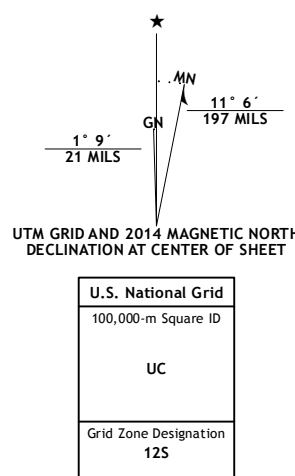 ★
MN
GN
11° 6´
197 MILS
1° 9´
21 MILS
UTM GRID AND 2014 MAGNETIC NORTH
DECLINATION AT CENTER OF SHEET
U.S. National Grid
100,000-m Square ID
UC
Grid Zone Designation
12S